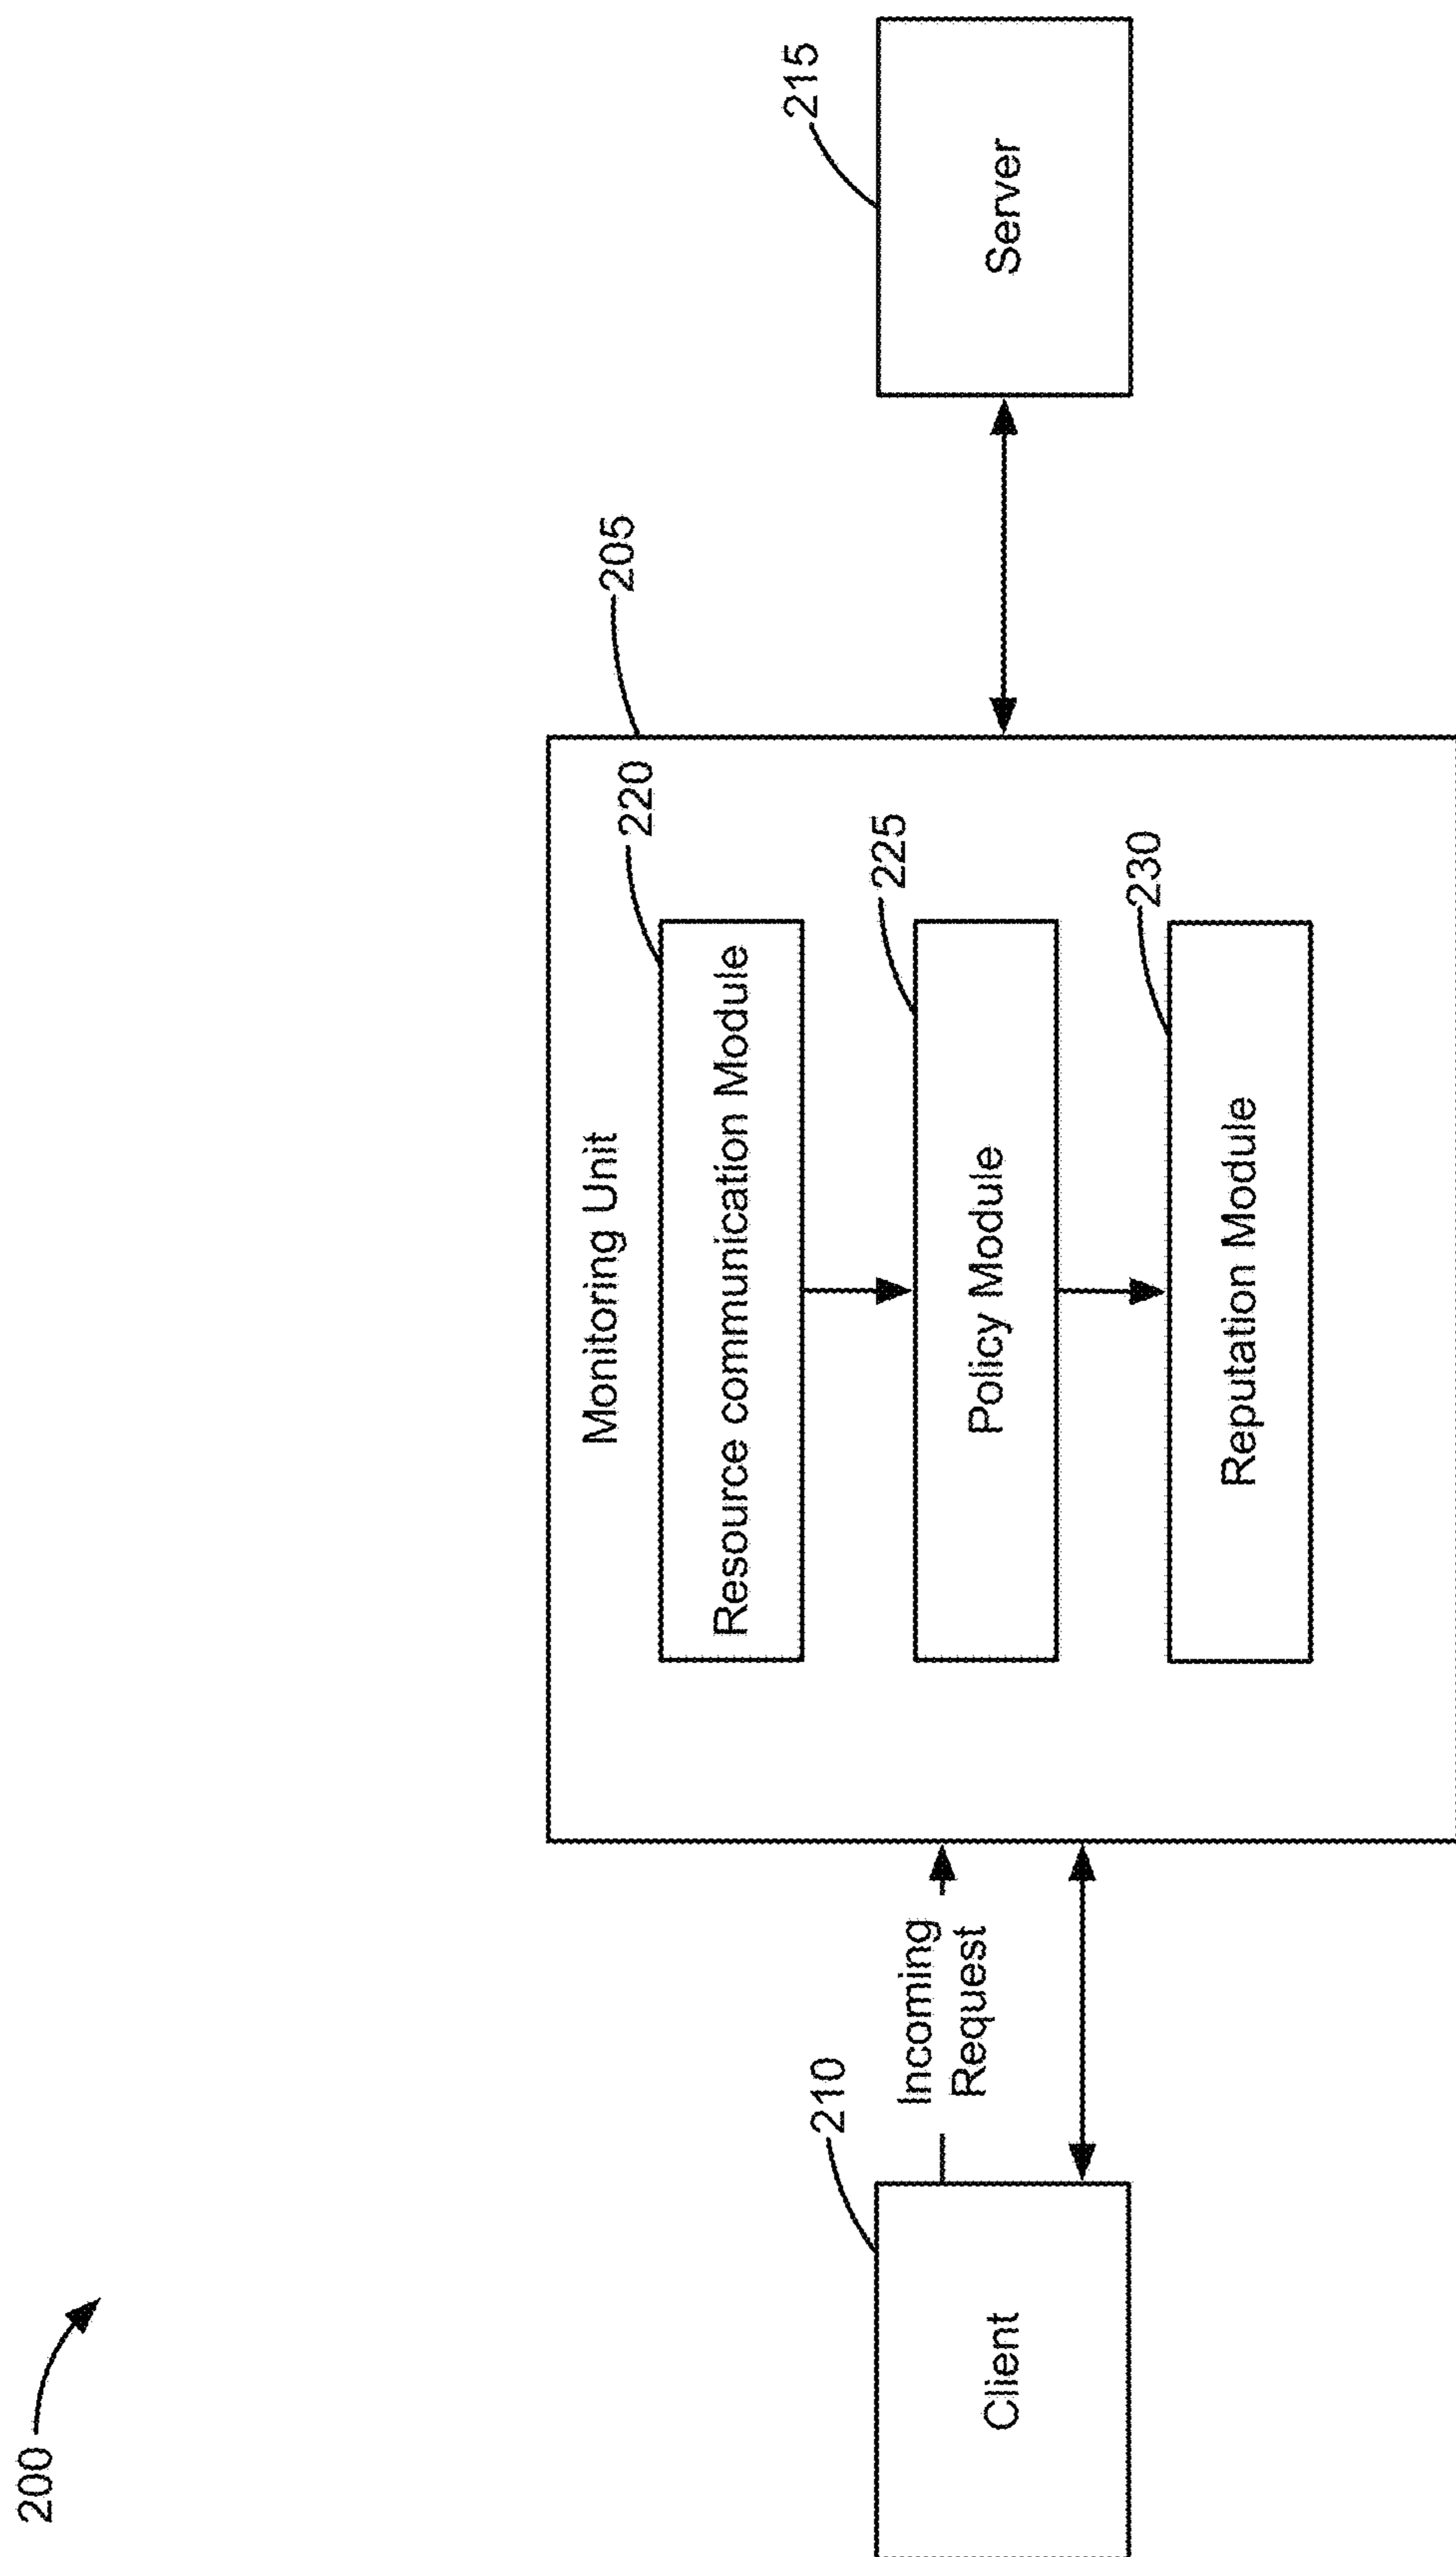 200
205
Monitoring Unit
220
Resource communication Module
210
Incoming
Request
225
215
Client
Policy Module
Server
230
Reputation Module